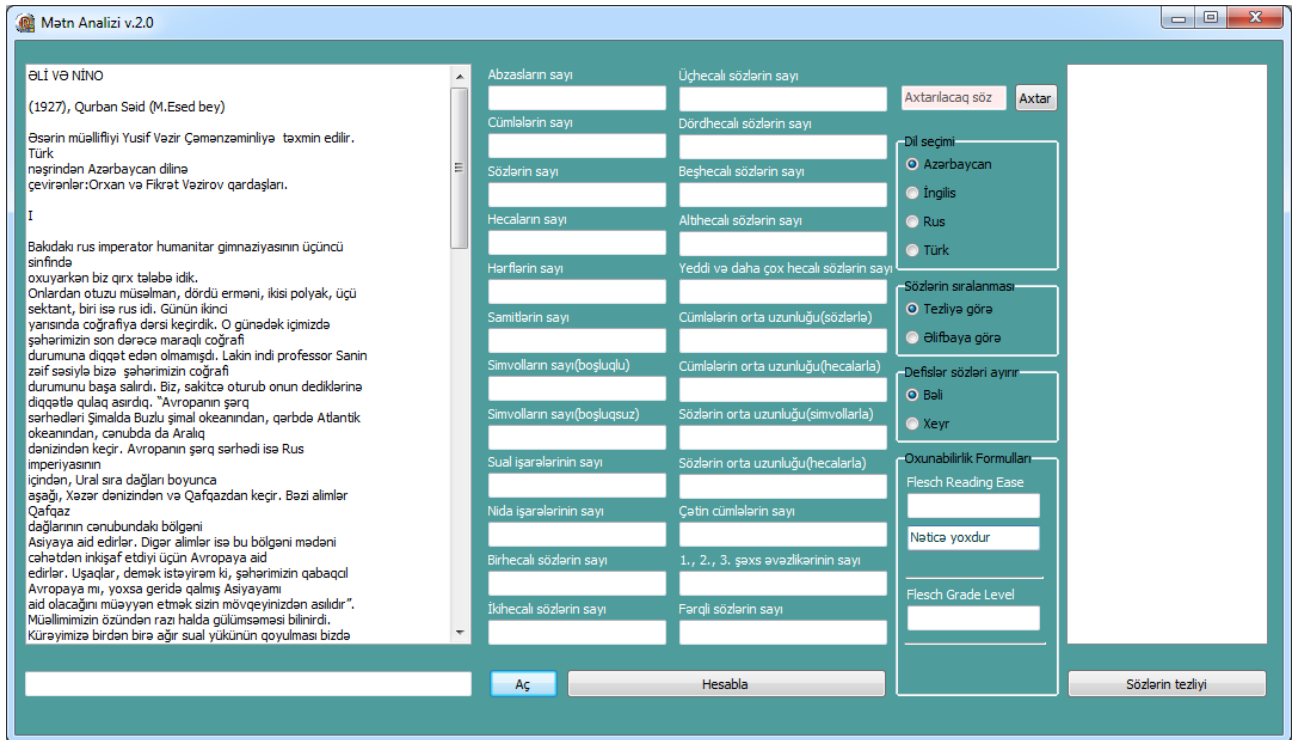 Mətn Analizi v.2.0
ƏLİ VƏ NİNO
(1927), Qurban Səid (M.Esed bey)
Əsərin müəllifliyi Yusif Vəzir Çəmənzəminliyə  təxmin edilir.
Türk
nəşrindən Azərbaycan dilinə
çevirənlər:Orxan və Fikrət Vəzirov qardaşları.
I
Bakıdakı rus imperator humanitar gimnaziyasının üçüncü
sinfində
oxuyarkən biz qırx tələbə idik.
Onlardan otuzu müsəlman, dördü erməni, ikisi polyak, üçü
sektant, biri isə rus idi. Günün ikinci
yarısında coğrafiya dərsi keçirdik. O günədək içimizdə
şəhərimizin son dərəcə maraqlı coğrafi
durumuna diqqət edən olmamışdı. Lakin indi professor Sanin
zəif səsiylə bizə  şəhərimizin coğrafi
durumunu başa salırdı. Biz, sakitcə oturub onun dediklərinə
diqqətlə qulaq asırdıq. “Avropanın şərq
sərhədləri Şimalda Buzlu şimal okeanından, qərbdə Atlantik
okeanından, cənubda da Aralıq
dənizindən keçir. Avropanın şərq sərhədi isə Rus
imperiyasının
içindən, Ural sıra dağları boyunca
aşağı, Xəzər dənizindən və Qafqazdan keçir. Bəzi alimlər
Qafqaz
dağlarının cənubundakı bölgəni
Asiyaya aid edirlər. Digər alimlər isə bu bölgəni mədəni
cəhətdən inkişaf etdiyi üçün Avropaya aid
edirlər. Uşaqlar, demək istəyirəm ki, şəhərimizin qabaqcıl
Avropaya mı, yoxsa geridə qalmış Asiyayamı
aid olacağını müəyyən etmək sizin mövqeyinizdən asılıdır”.
Müəllimimizin özündən razı halda gülümsəməsi bilinirdi.
Kürəyimizə birdən birə ağır sual yükünün qoyulması bizdə
Aç
Hesabla
Abzasların sayı
Cümlələrin sayı
Sözlərin sayı
Hecaların sayı
Hərflərin sayı
Samitlərin sayı
Simvolların sayı(boşluqlu)
Simvolların sayı(boşluqsuz)
Sual işarələrinin sayı
Nida işarələrinin sayı
Birhecalı sözlərin sayı
İkihecalı sözlərin sayı
Üçhecalı sözlərin sayı
Dördhecalı sözlərin sayı
Beşhecalı sözlərin sayı
Altıhecalı sözlərin sayı
Yeddi və daha çox hecalı sözlərin sayı
Cümlələrin orta uzunluğu(sözlərlə)
Cümlələrin orta uzunluğu(hecalarla)
Sözlərin orta uzunluğu(simvollarla)
Sözlərin orta uzunluğu(hecalarla)
Çətin cümlələrin sayı
1., 2., 3. şəxs əvəzlikərinin sayı
Fərqli sözlərin sayı
Axtarılacaq söz
Axtar
Dil seçimi
Azərbaycan
İngilis
Rus
Türk
Sözlərin sıralanması
Tezliyə görə
Əlifbaya görə
Defislər sözləri ayırır
Bəli
Xeyr
Oxunabilirlik Formulları
Flesch Reading Ease
Nəticə yoxdur
Flesch Grade Level
Sözlərin tezliyi